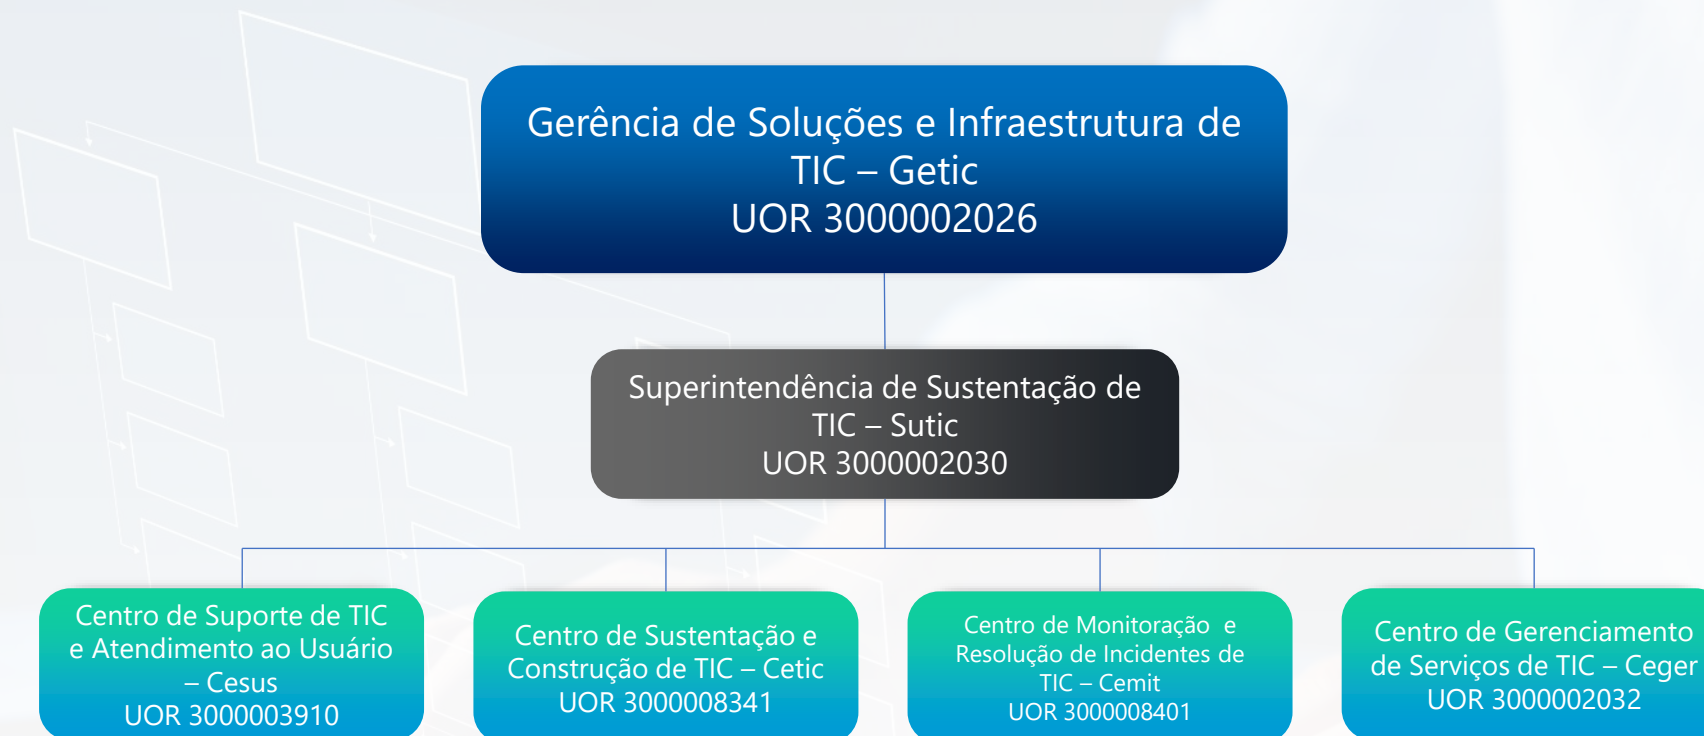 Gerência de Soluções e Infraestrutura de
TIC – Getic
UOR 3000002026
Superintendência de Sustentação de
TIC – Sutic
UOR 3000002030
Centro de Suporte de TIC
e Atendimento ao Usuário
– Cesus
UOR 3000003910
Centro de Sustentação e
Construção de TIC – Cetic
UOR 3000008341
Centro de Monitoração e
Resolução de Incidentes de
TIC – Cemit
UOR 3000008401
Centro de Gerenciamento
de Serviços de TIC – Ceger
UOR 3000002032